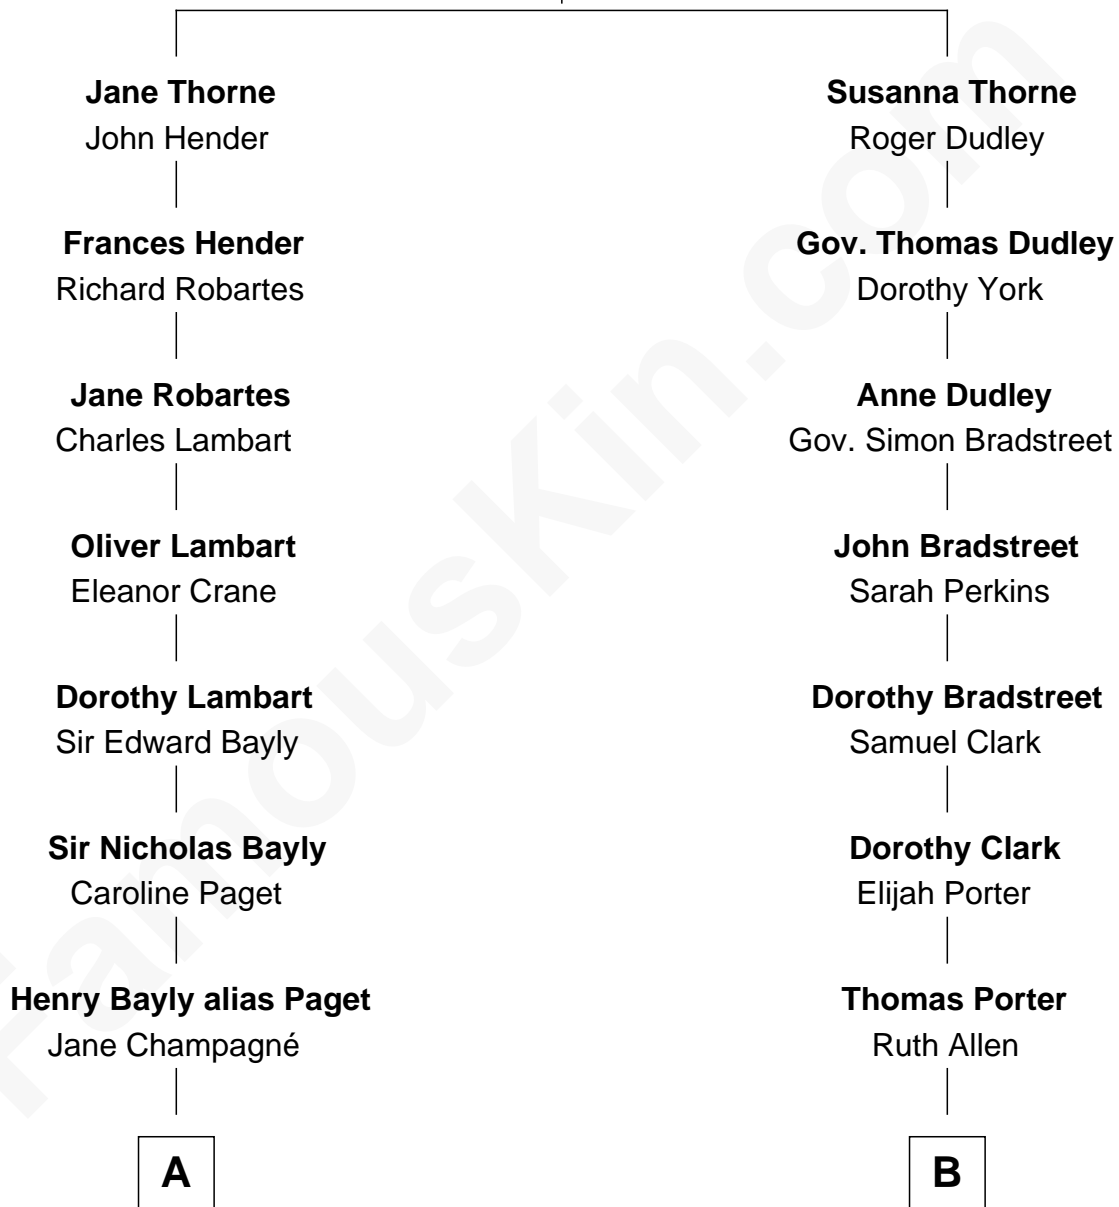 Jane Thorne
John Hender
Susanna Thorne
Roger Dudley
Frances Hender
Richard Robartes
Gov. Thomas Dudley
Dorothy York
Jane Robartes
Charles Lambart
Anne Dudley
Gov. Simon Bradstreet
Oliver Lambart
Eleanor Crane
John Bradstreet
Sarah Perkins
Dorothy Lambart
Sir Edward Bayly
Dorothy Bradstreet
Samuel Clark
Sir Nicholas Bayly
Caroline Paget
Dorothy Clark
Elijah Porter
Henry Bayly alias Paget
Jane Champagné
Thomas Porter
Ruth Allen
A
B
FamousKin.com